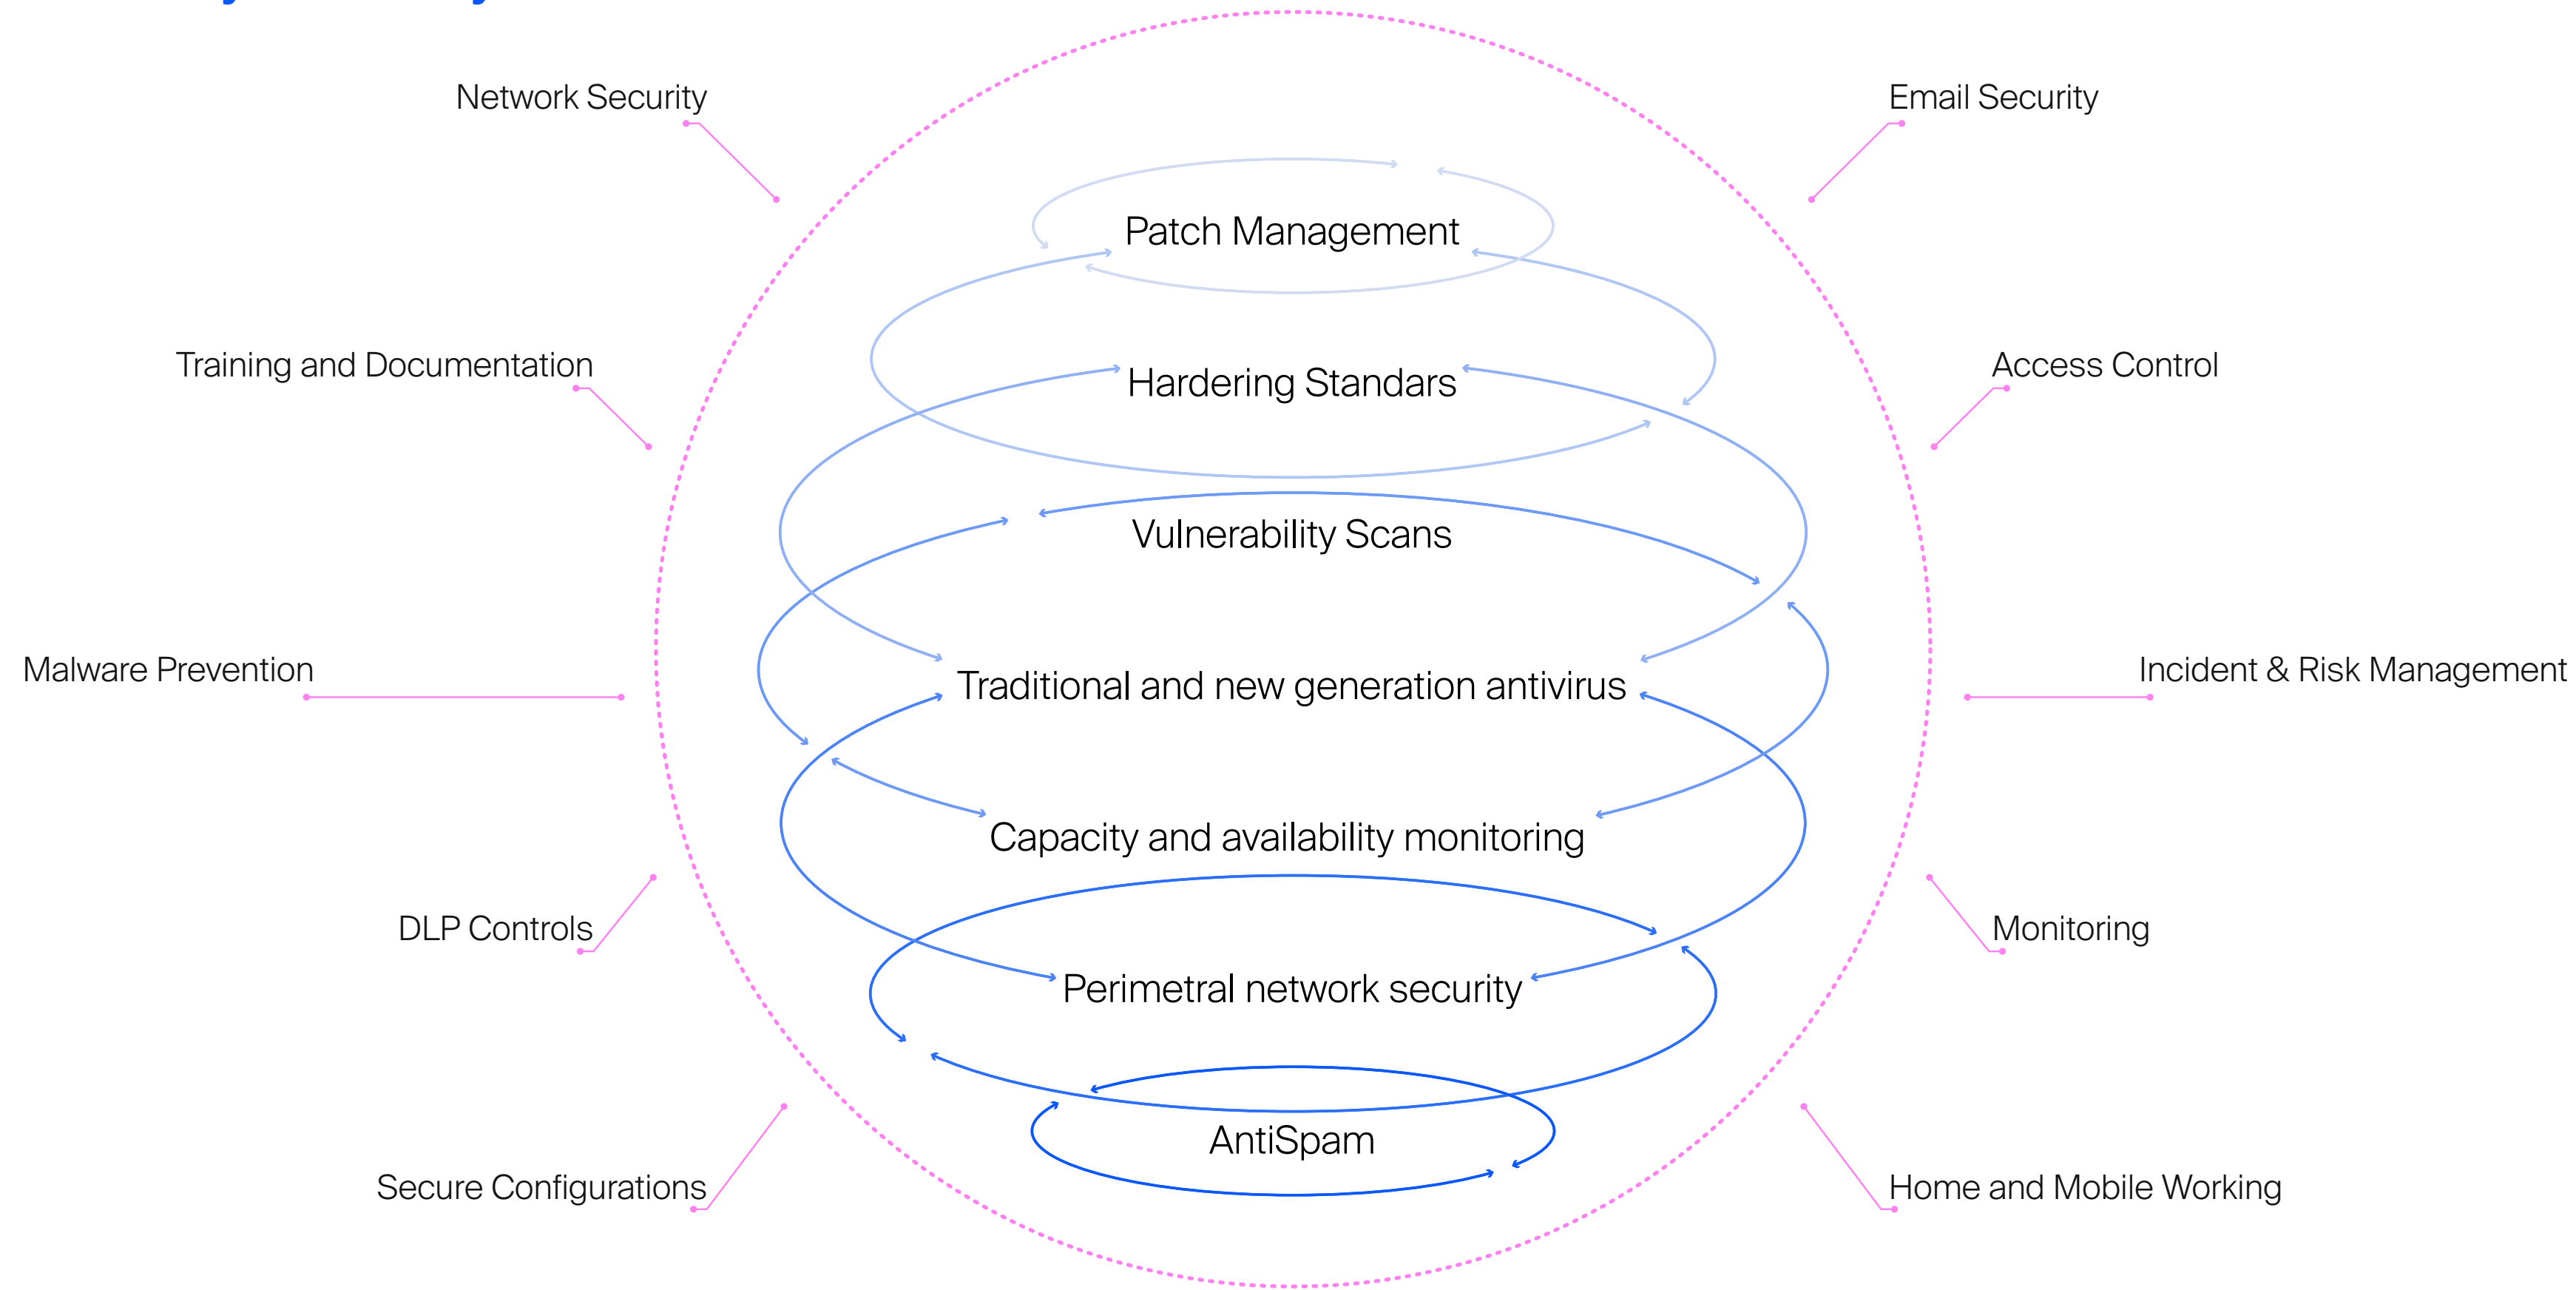 Network Security
Email Security
Patch Management
Training and Documentation
Access Control
Hardering Standars
Vulnerability Scans
Malware Prevention
Incident & Risk Management
Traditional and new generation antivirus
Capacity and availability monitoring
DLP Controls
Monitoring
Perimetral network security
AntiSpam
Secure Configurations
Home and Mobile Working